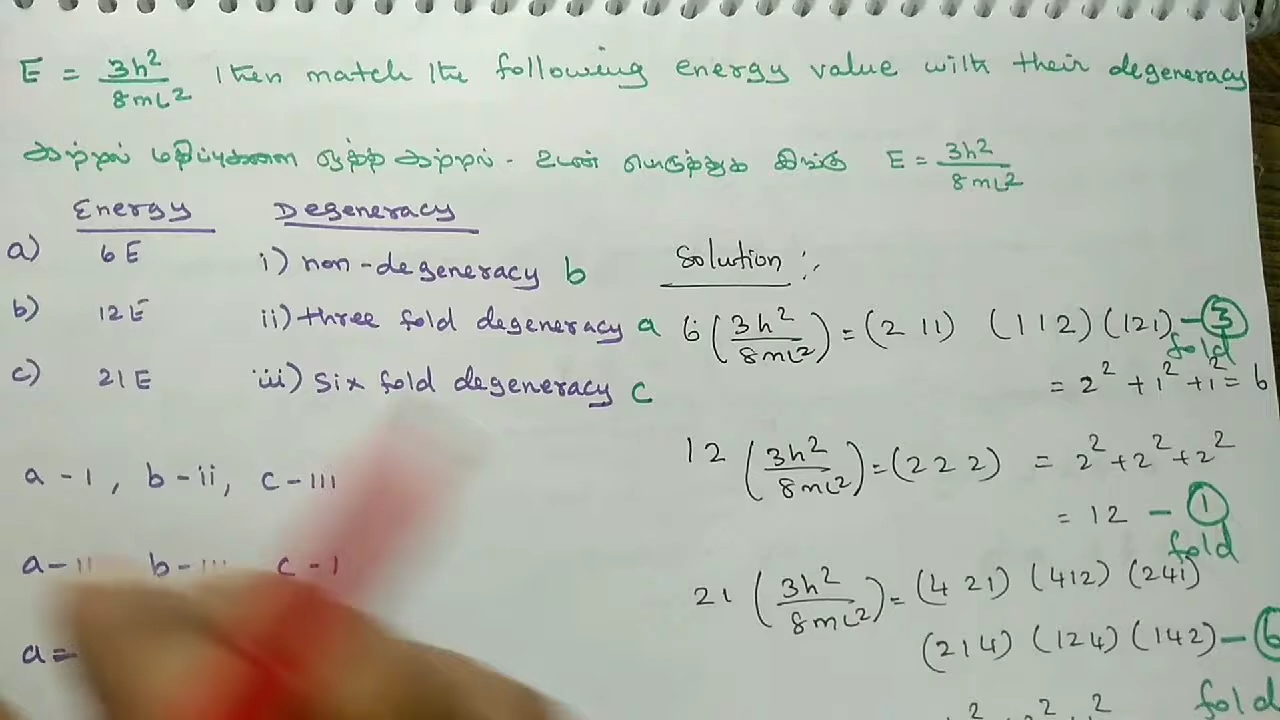 E = 3h²/8mL² then match the following energy value with their degeneracy
உடன் பொருத்துக இங்கு E = 3h²/8mL²
Energy Degeneracy
a) 6E i) non-degeneracy b
b) 12E ii) three fold degeneracy a
c) 21E iii) six fold degeneracy c
a - i, b - ii, c - iii
a - ii b - iii c - i
a -
Solution :-
6 (3h²/8mL²) = (2 1 1) (1 1 2) (1 2 1) - 3 fold
= 2² + 1² + 1² = 6
12 (3h²/8mL²) = (2 2 2) = 2² + 2² + 2²
= 12 - 1 fold
21 (3h²/8mL²) = (4 2 1) (4 1 2) (2 4 1)
(2 1 4) (1 2 4) (1 4 2) - 6 fold